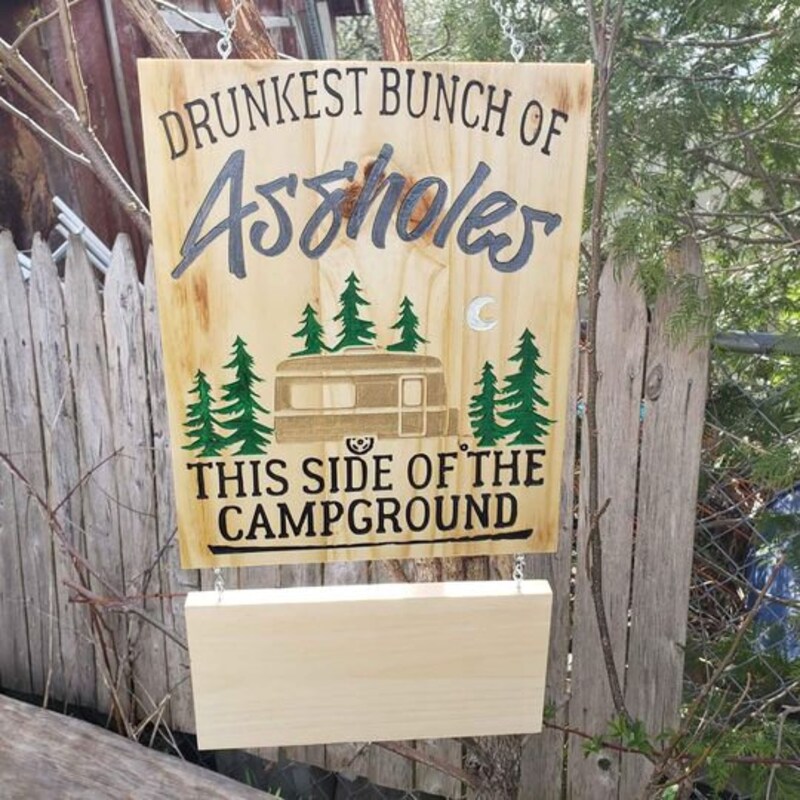 DRUNKEST BUNCH OF
Assholes
THIS SIDE OF THE
CAMPGROUND